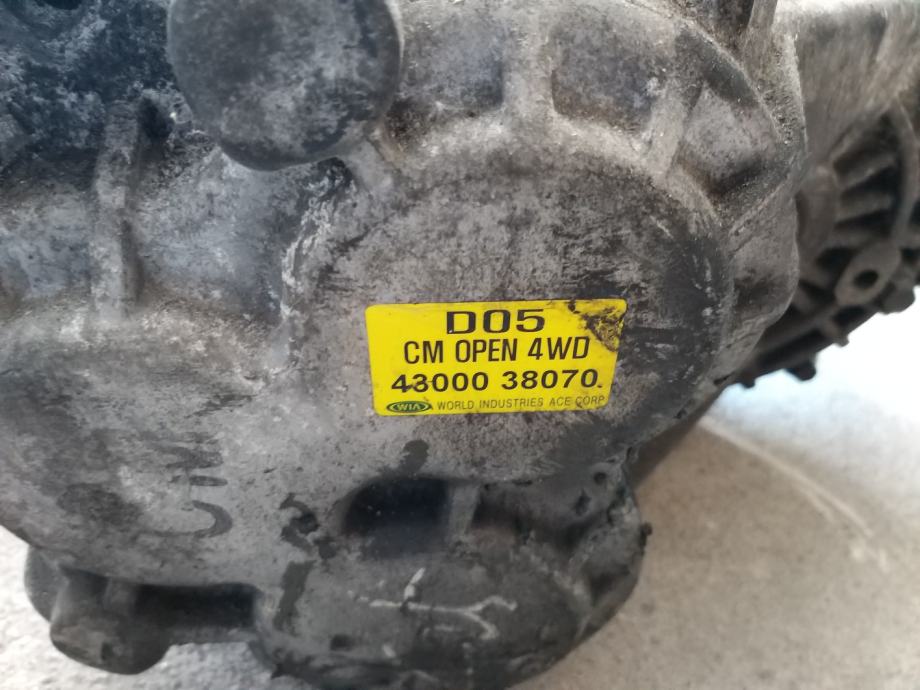 D05
CM OPEN 4WD
43000 38070
WIA WORLD INDUSTRIES ACE CORP